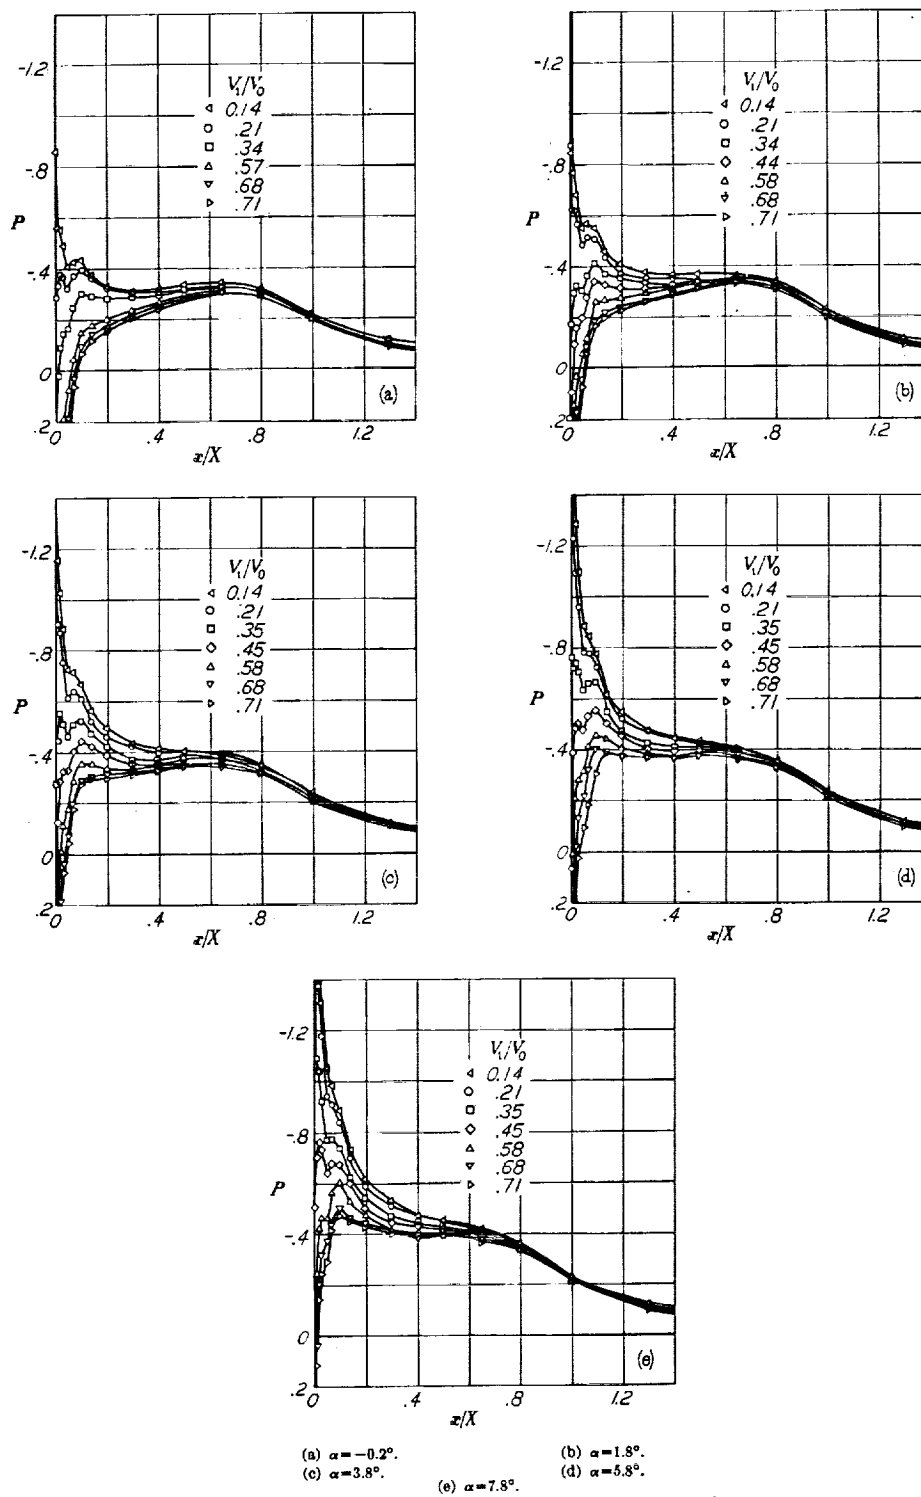 -1.2
-.8
P
-.4
0
.2
0 .4 .8 1.2
x/X
V₁/V₀
0.14
.21
.34
.57
.68
.71
(a)
-1.2
-.8
P
-.4
0
.2
0 .4 .8 1.2
x/X
V₁/V₀
0.14
.21
.34
.44
.58
.68
.71
(b)
-1.2
-.8
P
-.4
0
.2
0 .4 .8 1.2
x/X
V₁/V₀
0.14
.21
.35
.45
.58
.68
.71
(c)
-1.2
-.8
P
-.4
0
.2
0 .4 .8 1.2
x/X
V₁/V₀
0.14
.21
.35
.45
.58
.68
.71
(d)
-1.2
-.8
P
-.4
0
.2
0 .4 .8 1.2
x/X
V₁/V₀
0.14
.21
.35
.45
.58
.68
.71
(e)
(a) α=-0.2°. (b) α=1.8°.
(c) α=3.8°. (d) α=5.8°.
(e) α=7.8°.